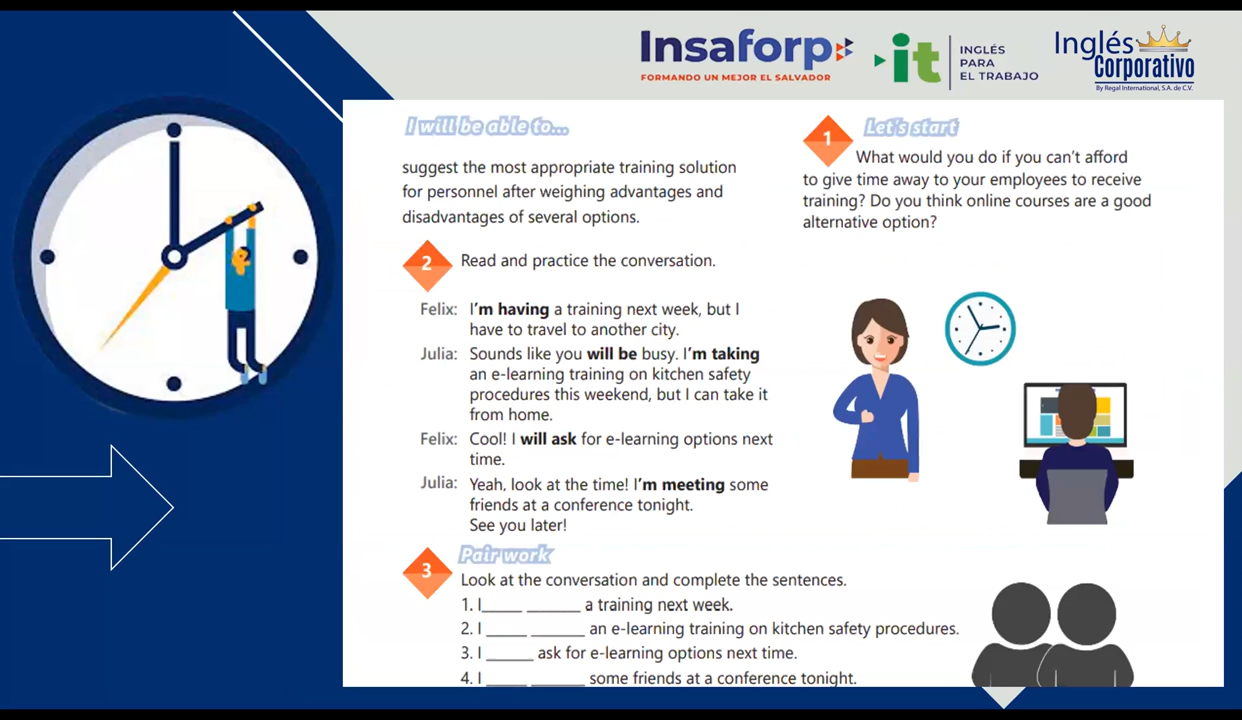 Insaforp
FORMANDO UN MEJOR EL SALVADOR
it
INGLÉS
PARA
EL TRABAJO
Inglés
Corporativo
By Regal International, S.A. de C.V.
I will be able to...
suggest the most appropriate training solution
for personnel after weighing advantages and
disadvantages of several options.
1
Let's start
What would you do if you can't afford
to give time away to your employees to receive
training? Do you think online courses are a good
alternative option?
2
Read and practice the conversation.
Felix: I'm having a training next week, but I
have to travel to another city.
Julia: Sounds like you will be busy. I'm taking
an e-learning training on kitchen safety
procedures this weekend, but I can take it
from home.
Felix: Cool! I will ask for e-learning options next
time.
Julia: Yeah, look at the time! I'm meeting some
friends at a conference tonight.
See you later!
3
Pair work
Look at the conversation and complete the sentences.
1. I_____ _______ a training next week.
2. I _____ _______ an e-learning training on kitchen safety procedures.
3. I ______ ask for e-learning options next time.
4. I _____ _______ some friends at a conference tonight.